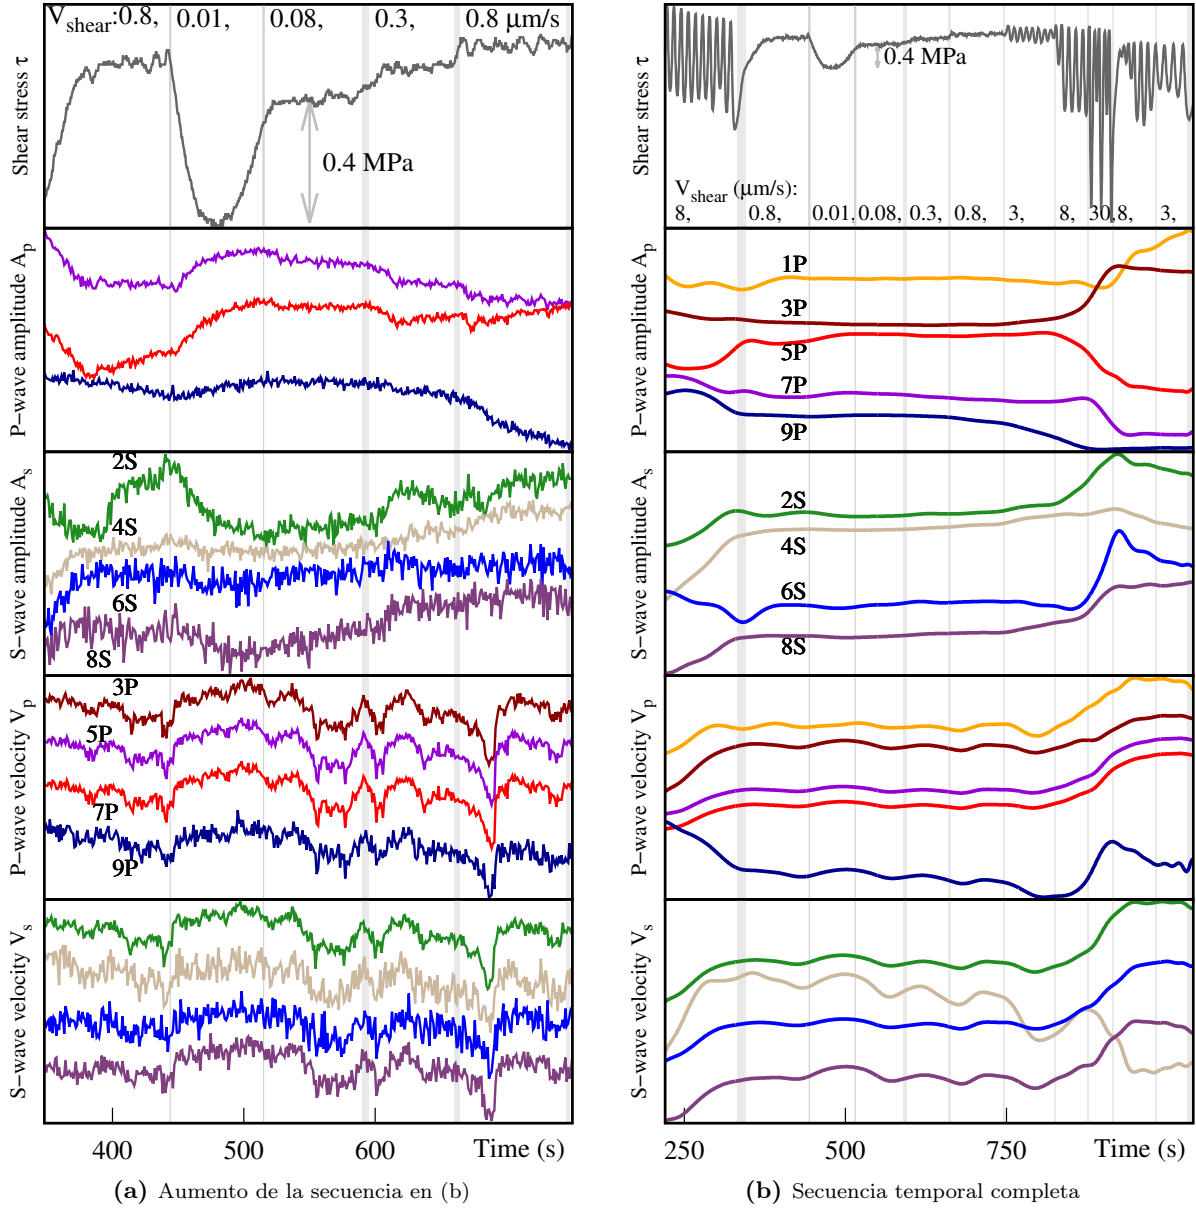 V_shear:0.8, 0.01, 0.08, 0.3, 0.8 μm/s
Shear stress τ
0.4 MPa
P−wave amplitude A_p
S−wave amplitude A_s
2S
4S
6S
8S
P−wave velocity V_p
3P
5P
7P
9P
S−wave velocity V_s
400 500 600 Time (s)
(a) Aumento de la secuencia en (b)
Shear stress τ
0.4 MPa
V_shear (μm/s):
8, 0.8, 0.01, 0.08, 0.3, 0.8, 3, 8, 30, 8, 3,
P−wave amplitude A_p
1P
3P
5P
7P
9P
S−wave amplitude A_s
2S
4S
6S
8S
P−wave velocity V_p
S−wave velocity V_s
250 500 750 Time (s)
(b) Secuencia temporal completa